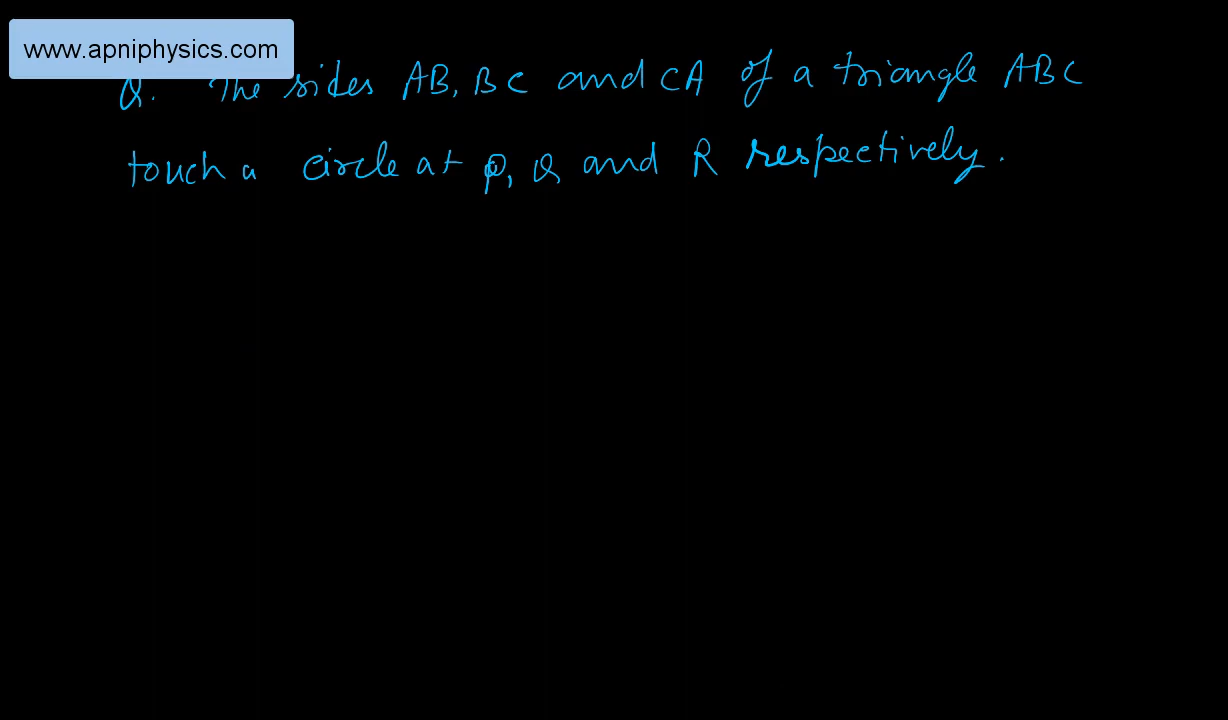 www.apniphysics.com
Q. The sides AB, BC and CA of a triangle ABC
touch a circle at P, Q and R respectively.